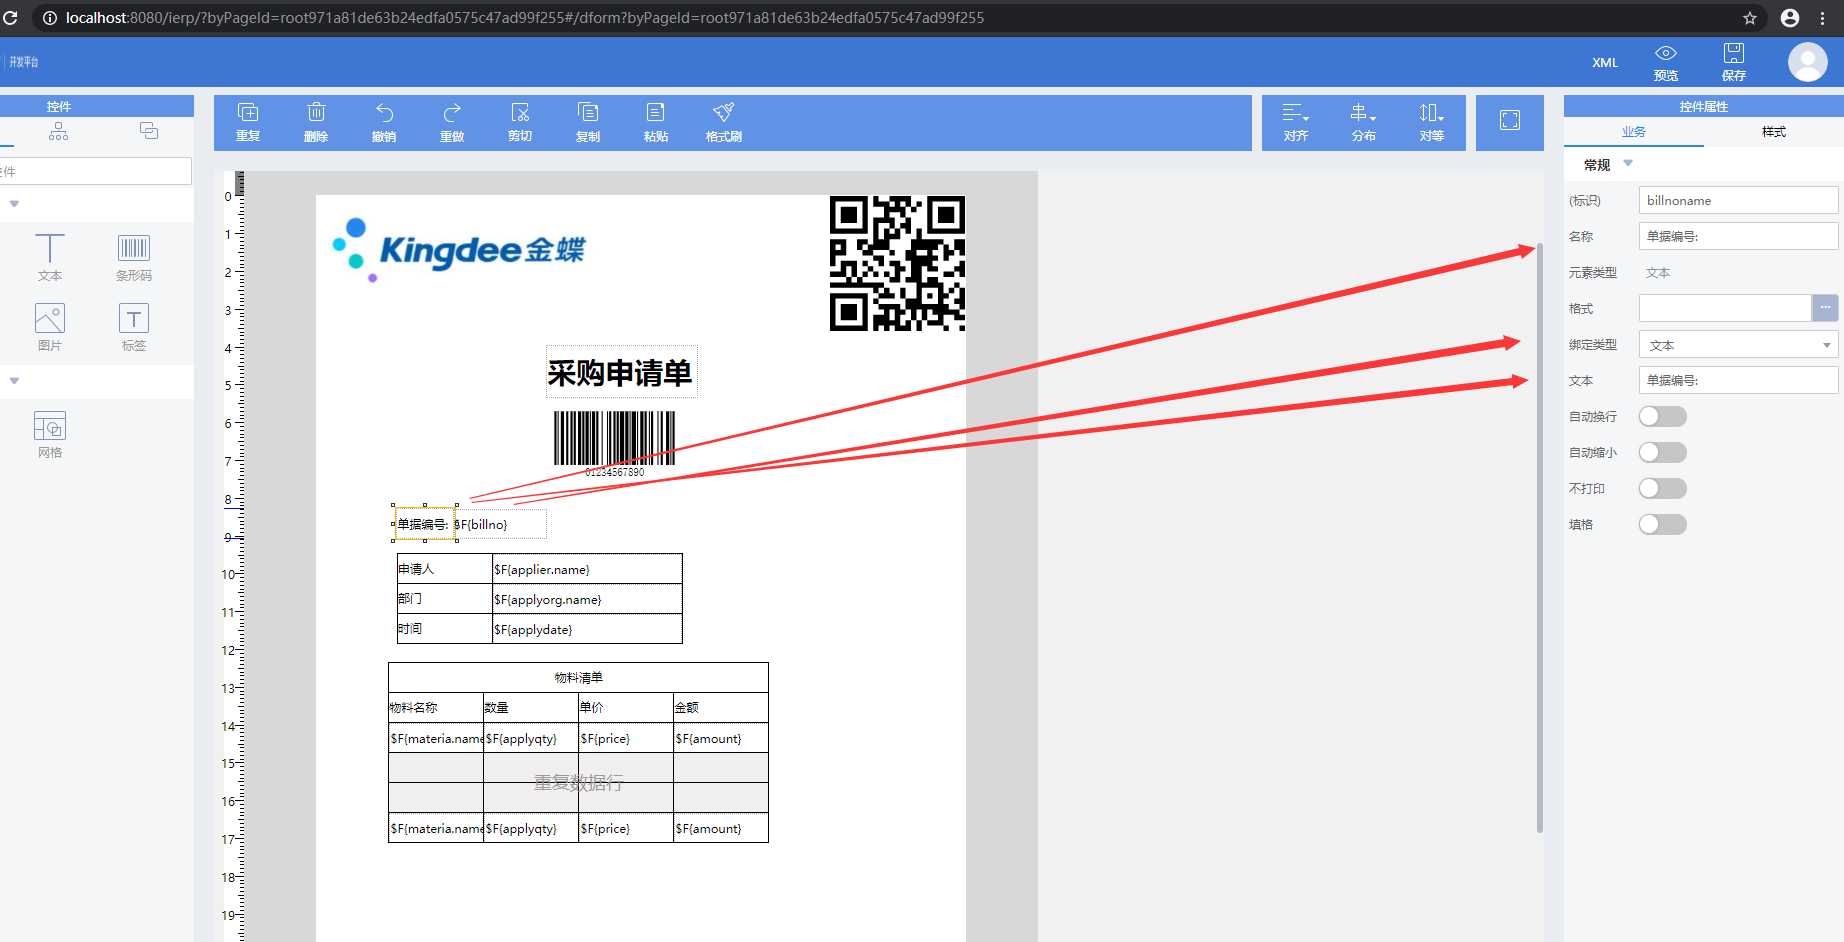 localhost:8080/ierp/?byPageId=root971a81de63b24edfa0575c47ad99f255#/dform?byPageId=root971a81de63b24edfa0575c47ad99f255
开发平台
XML
预览
保存
控件
件
文本
条形码
图片
标签
网格
重复
删除
撤销
重做
剪切
复制
粘贴
格式刷
对齐
分布
对等
0
1
2
3
4
5
6
7
8
9
10
11
12
13
14
15
16
17
18
19
Kingdee金蝶
采购申请单
01234567890
单据编号: $F{billno}
申请人 $F{applier.name}
部门 $F{applyorg.name}
时间 $F{applydate}
物料清单
物料名称 数量 单价 金额
$F{materia.name $F{applyqty} $F{price} $F{amount}
重复数据行
$F{materia.name $F{applyqty} $F{price} $F{amount}
控件属性
业务 样式
常规
(标识) billnoname
名称 单据编号:
元素类型 文本
格式 ...
绑定类型 文本
文本 单据编号:
自动换行
自动缩小
不打印
填格